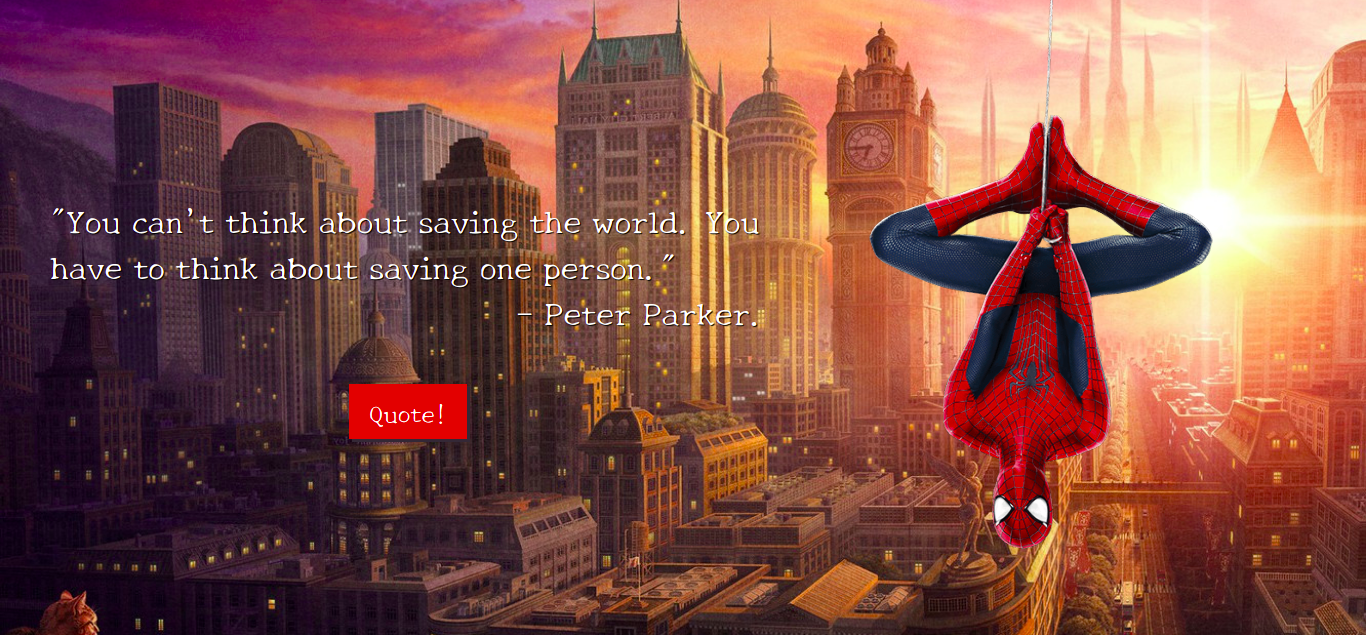 "You can't think about saving the world. You
have to think about saving one person."
- Peter Parker.
Quote!